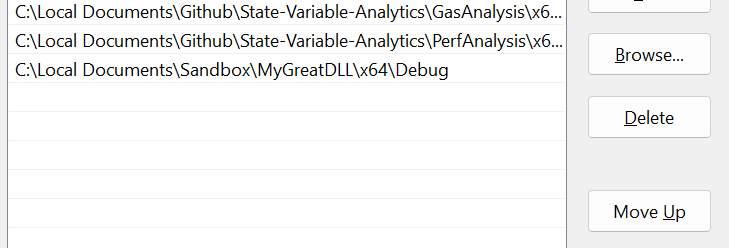 C:\Local Documents\Github\State-Variable-Analytics\GasAnalysis\x6...
C:\Local Documents\Github\State-Variable-Analytics\PerfAnalysis\x6...
Browse...
C:\Local Documents\Sandbox\MyGreatDLL\x64\Debug
Delete
Move Up